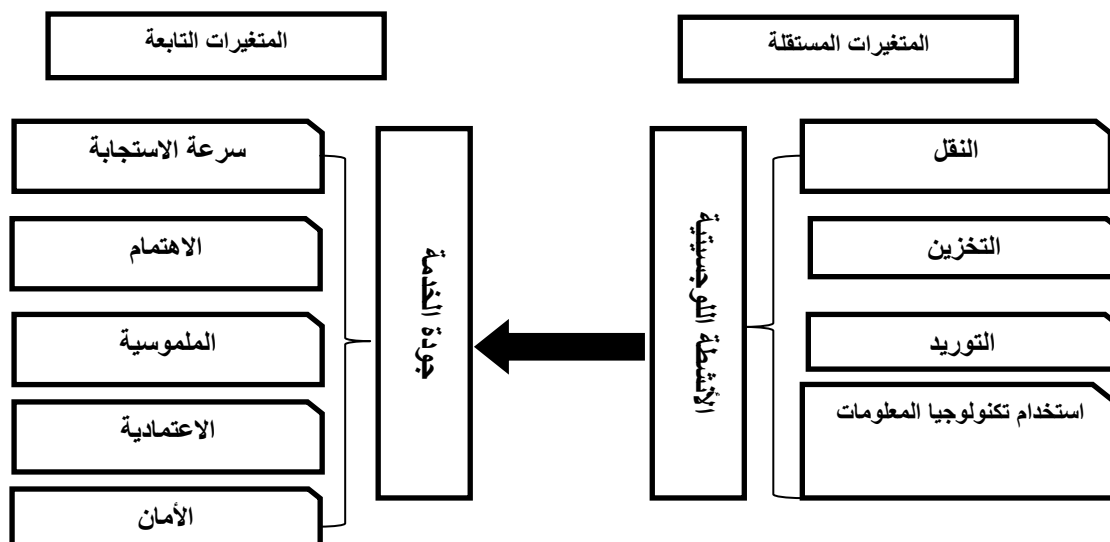 المتغيرات المستقلة
المتغيرات التابعة
النقل
التخزين
التوريد
استخدام تكنولوجيا المعلومات
الأنشطة اللوجستيتية
جودة الخدمة
سرعة الاستجابة
الاهتمام
الملموسية
الاعتمادية
الأمان